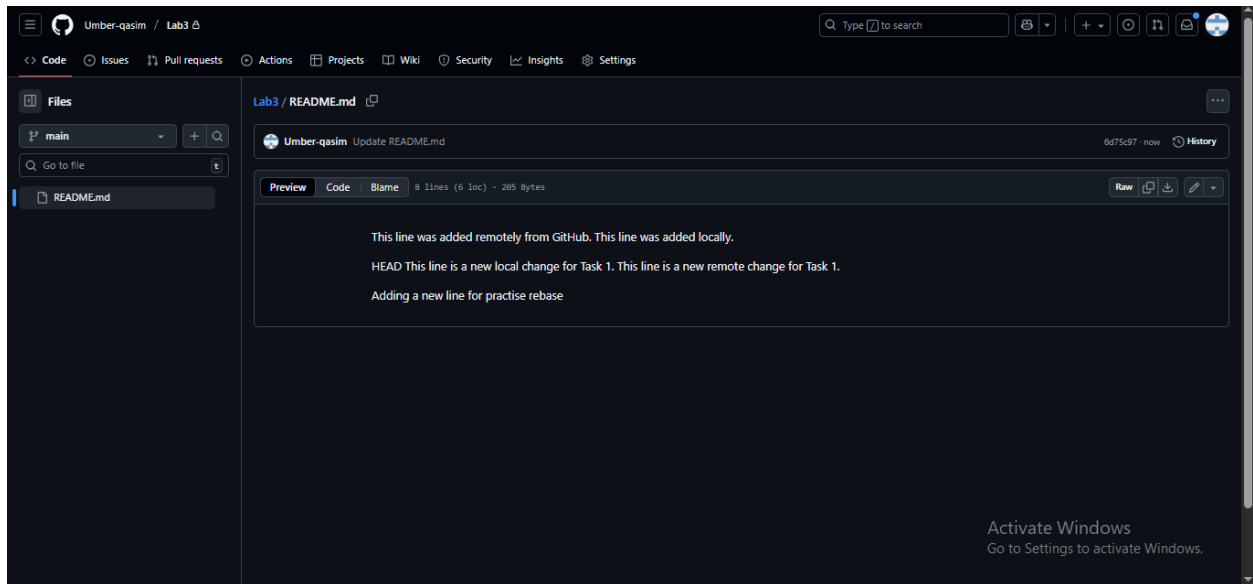 Umber-qasim / Lab3
Type / to search
Code Issues Pull requests Actions Projects Wiki Security Insights Settings
Files
main
Go to file t
README.md
Lab3 / README.md
Umber-qasim Update README.md 6d75c97 · now History
Preview Code Blame 8 lines (6 loc) · 205 Bytes Raw
This line was added remotely from GitHub. This line was added locally.
HEAD This line is a new local change for Task 1. This line is a new remote change for Task 1.
Adding a new line for practise rebase
Activate Windows
Go to Settings to activate Windows.